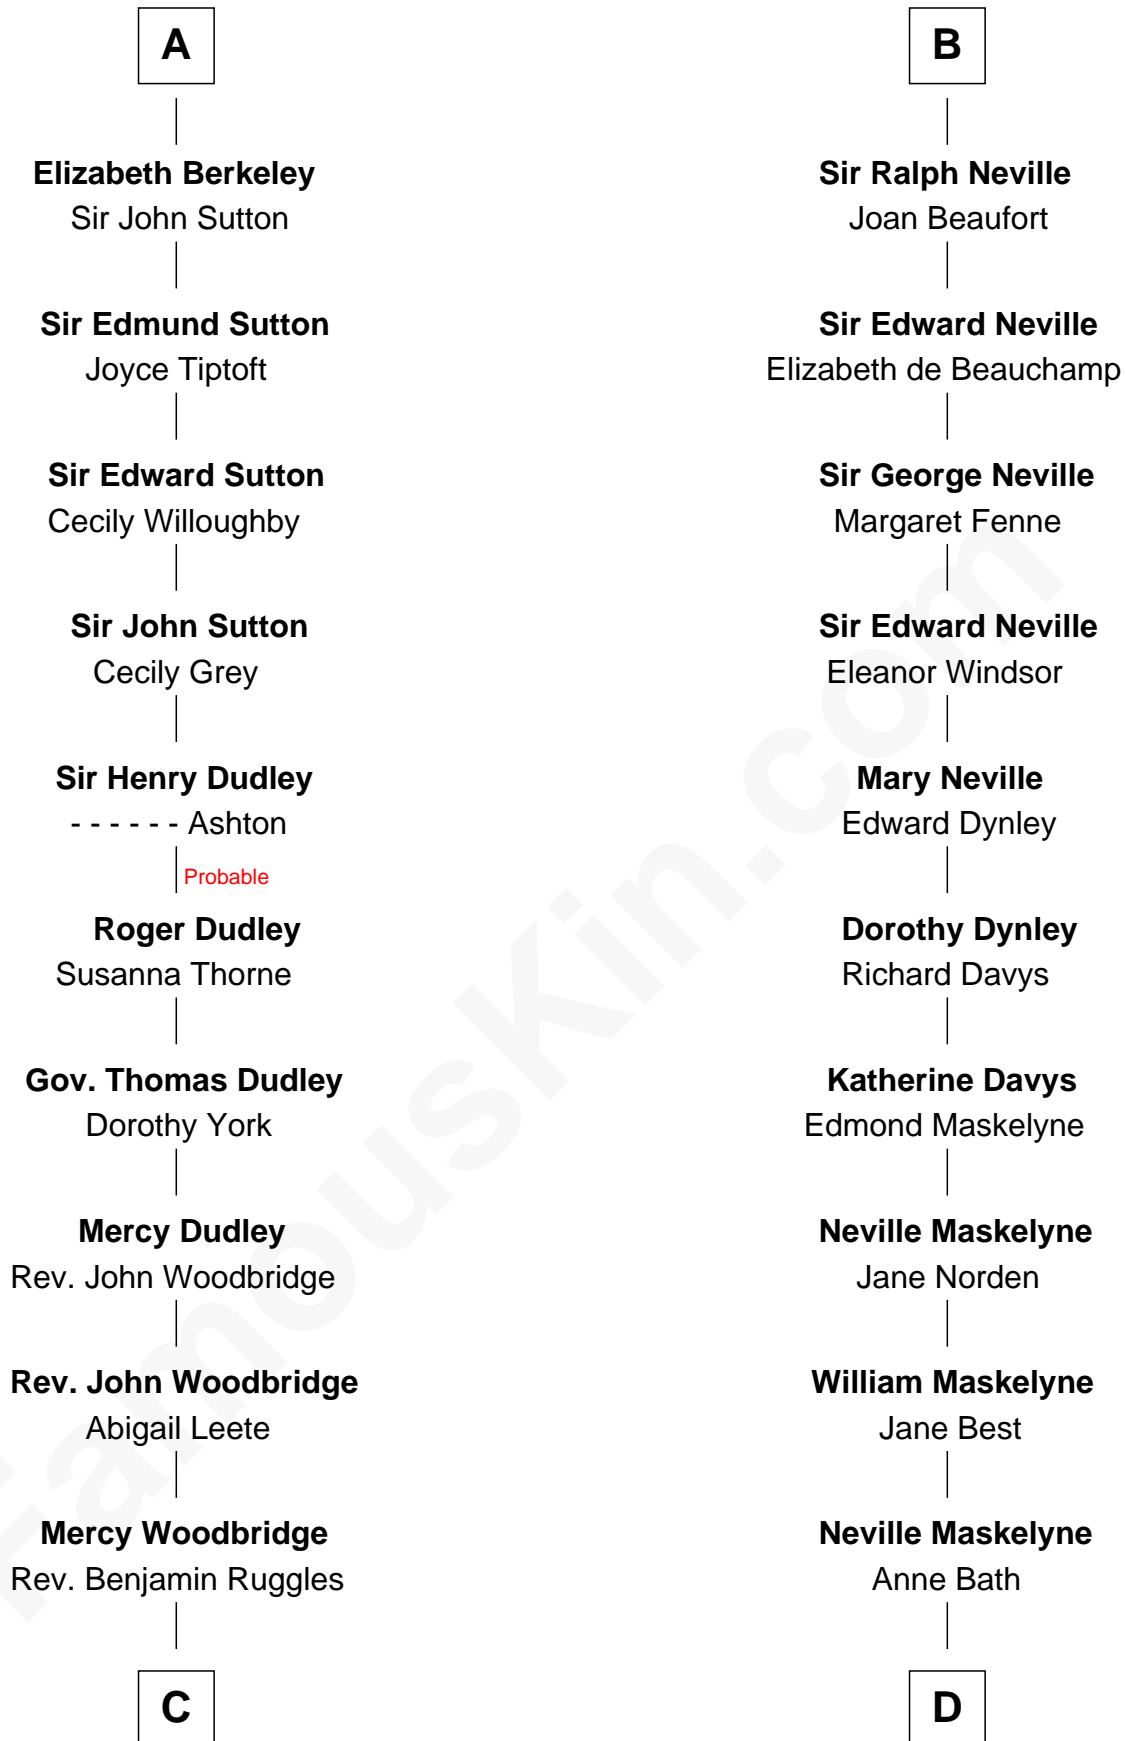 A
Elizabeth Berkeley
Sir John Sutton
Sir Edmund Sutton
Joyce Tiptoft
Sir Edward Sutton
Cecily Willoughby
Sir John Sutton
Cecily Grey
Sir Henry Dudley
- - - - - - Ashton
Probable
Roger Dudley
Susanna Thorne
Gov. Thomas Dudley
Dorothy York
Mercy Dudley
Rev. John Woodbridge
Rev. John Woodbridge
Abigail Leete
Mercy Woodbridge
Rev. Benjamin Ruggles
C
B
Sir Ralph Neville
Joan Beaufort
Sir Edward Neville
Elizabeth de Beauchamp
Sir George Neville
Margaret Fenne
Sir Edward Neville
Eleanor Windsor
Mary Neville
Edward Dynley
Dorothy Dynley
Richard Davys
Katherine Davys
Edmond Maskelyne
Neville Maskelyne
Jane Norden
William Maskelyne
Jane Best
Neville Maskelyne
Anne Bath
D
FamousKin.com